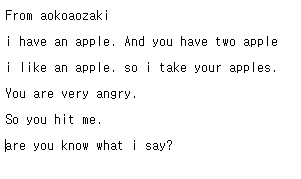 From aokoaozaki
i have an apple. And you have two apple
i like an apple. so i take your apples.
You are very angry.
So you hit me.
are you know what i say?